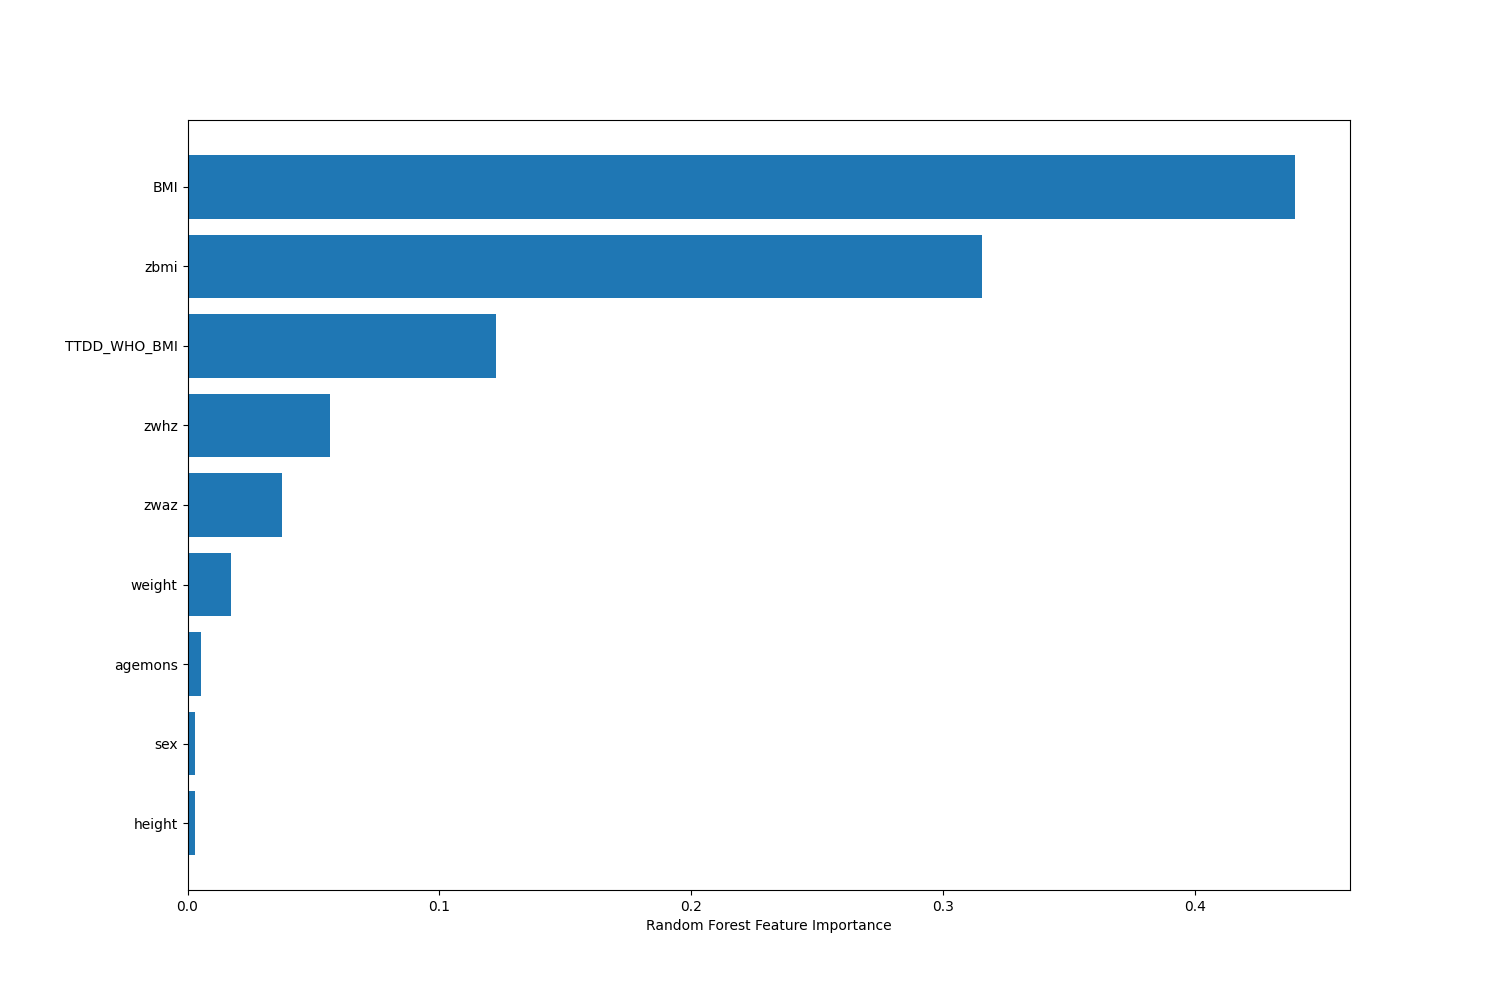 BMI
zbmi
TTDD_WHO_BMI
zwhz
zwaz
weight
agemons
sex
height
0.0 0.1 0.2 0.3 0.4
Random Forest Feature Importance